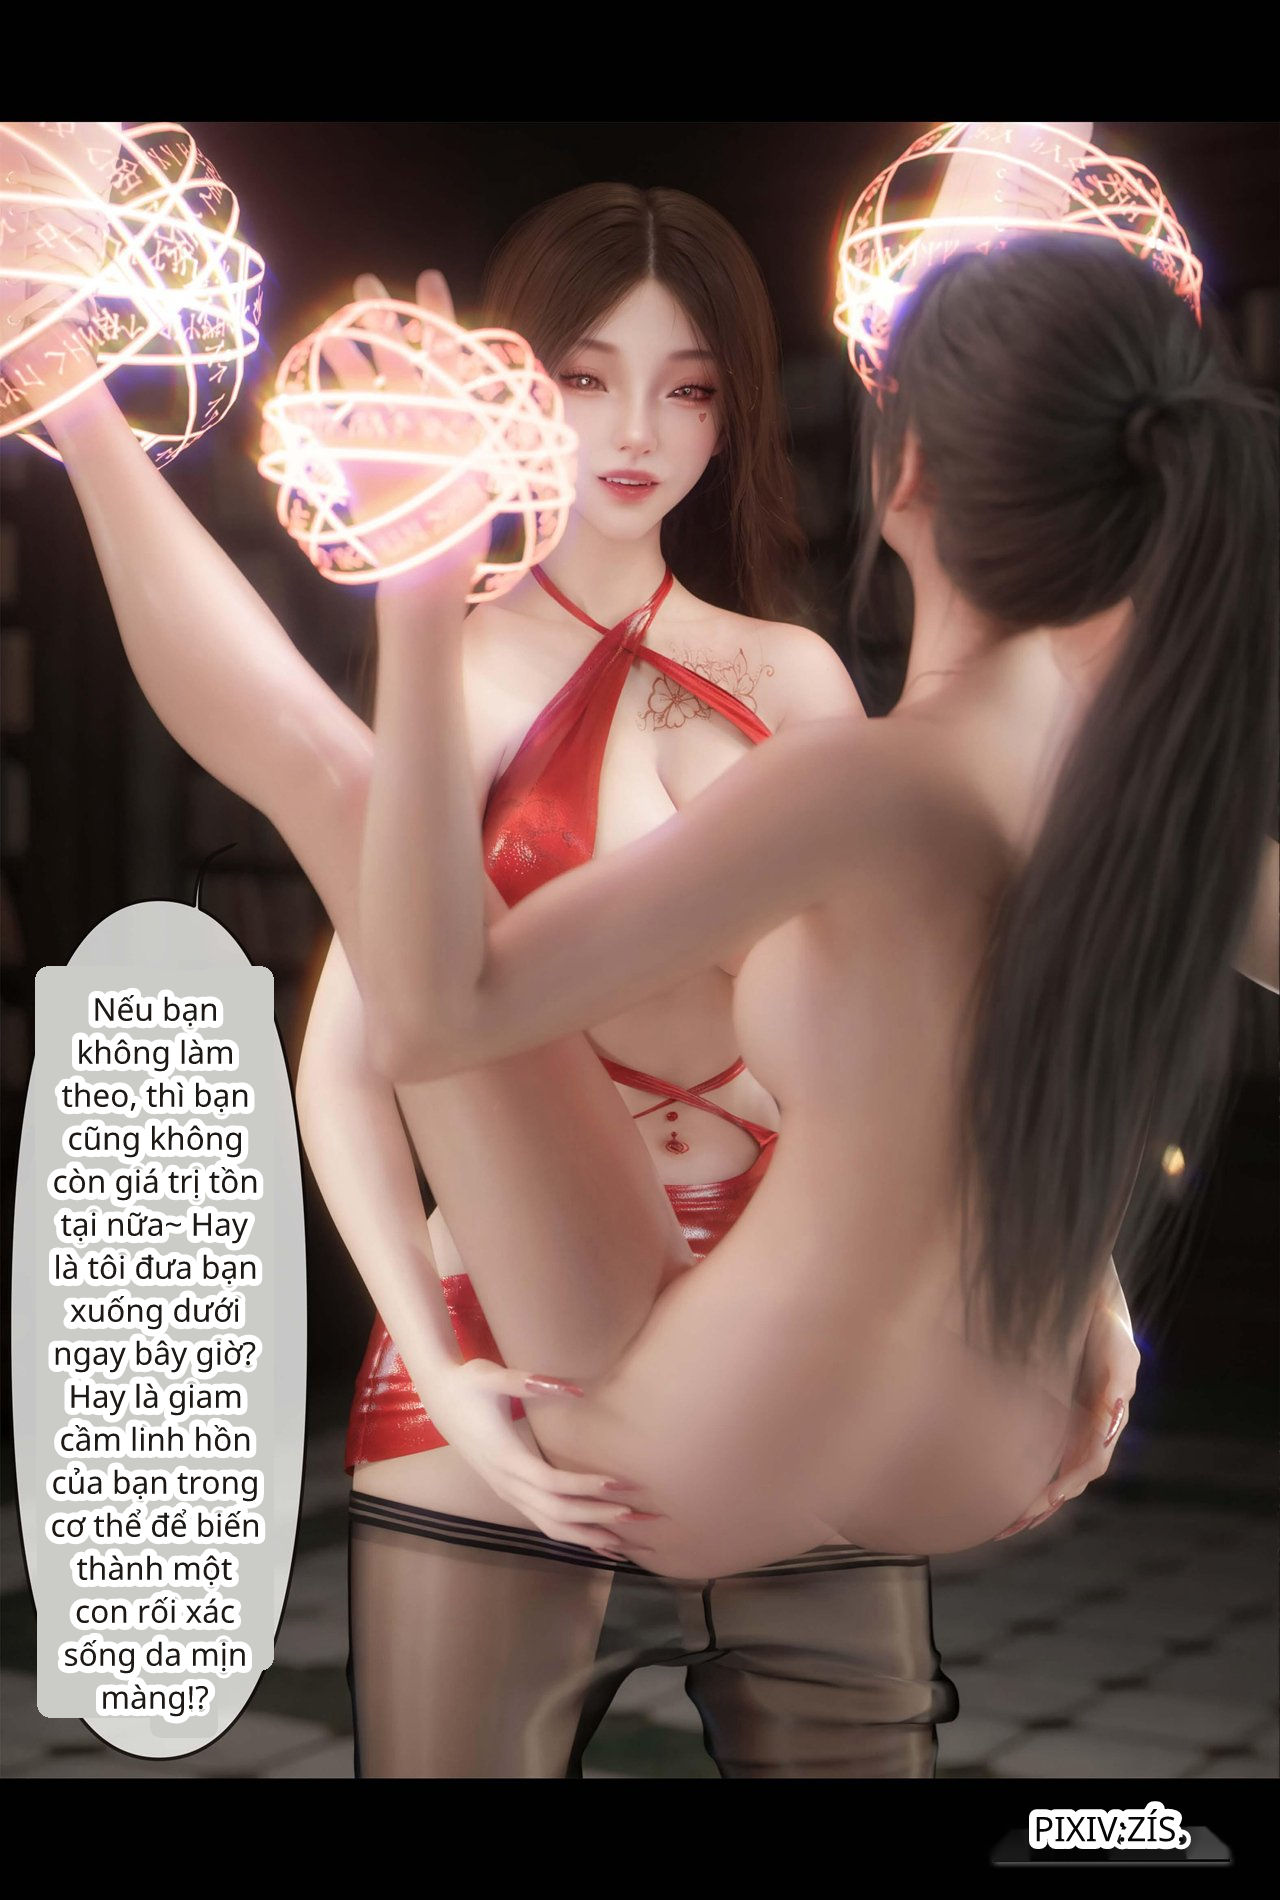 Nếu bạn
không làm
theo, thì bạn
cũng không
còn giá trị tồn
tại nữa~ Hay
là tôi đưa bạn
xuống dưới
ngay bây giờ?
Hay là giam
cầm linh hồn
của bạn trong
cơ thể để biến
thành một
con rối xác
sống da mịn
màng!?
PIXIV:ZÍS.